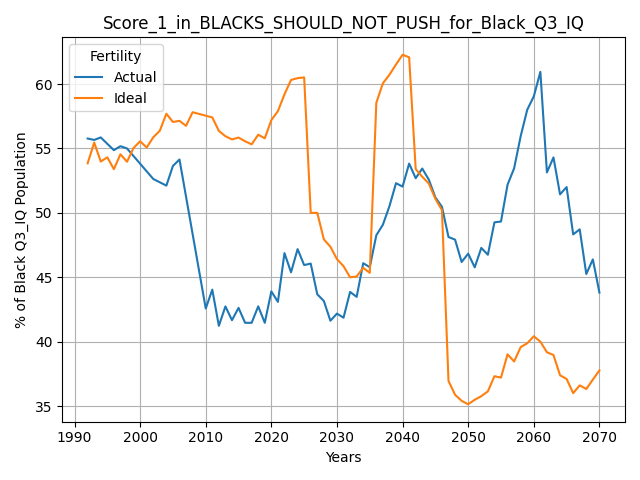 Score_1_in_BLACKS_SHOULD_NOT_PUSH_for_Black_Q3_IQ
Fertility
Actual
Ideal
% of Black Q3_IQ Population
60
55
50
45
40
35
1990 2000 2010 2020 2030 2040 2050 2060 2070
Years